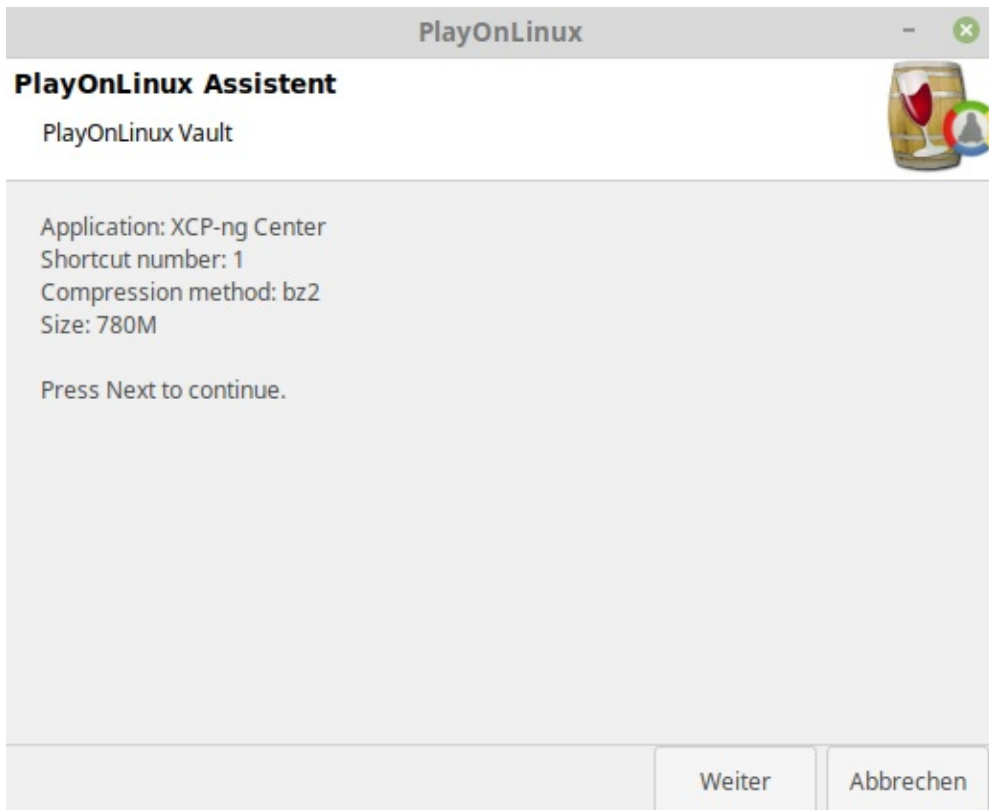 PlayOnLinux
PlayOnLinux Assistent
PlayOnLinux Vault
Application: XCP-ng Center
Shortcut number: 1
Compression method: bz2
Size: 780M
Press Next to continue.
Weiter
Abbrechen